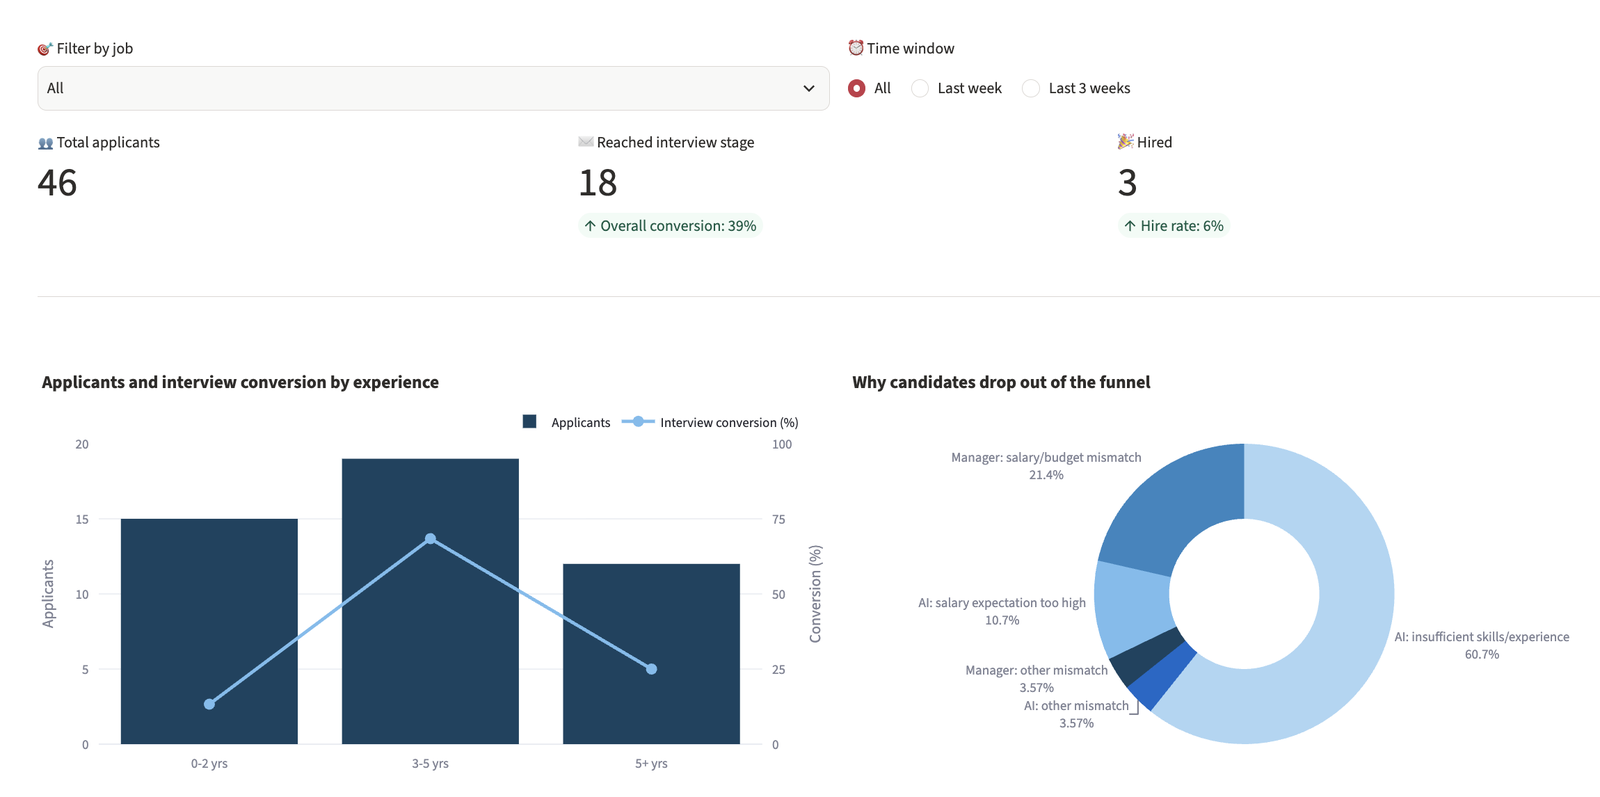 🎯 Filter by job
⏰ Time window
All
All
Last week
Last 3 weeks
👥 Total applicants
✉️ Reached interview stage
🎉 Hired
46
18
3
↑ Overall conversion: 39%
↑ Hire rate: 6%
Applicants and interview conversion by experience
Applicants
Interview conversion (%)
20
15
10
5
0
Applicants
100
75
50
25
0
Conversion (%)
0-2 yrs
3-5 yrs
5+ yrs
Why candidates drop out of the funnel
Manager: salary/budget mismatch
21.4%
AI: salary expectation too high
10.7%
Manager: other mismatch
3.57%
AI: other mismatch
3.57%
AI: insufficient skills/experience
60.7%